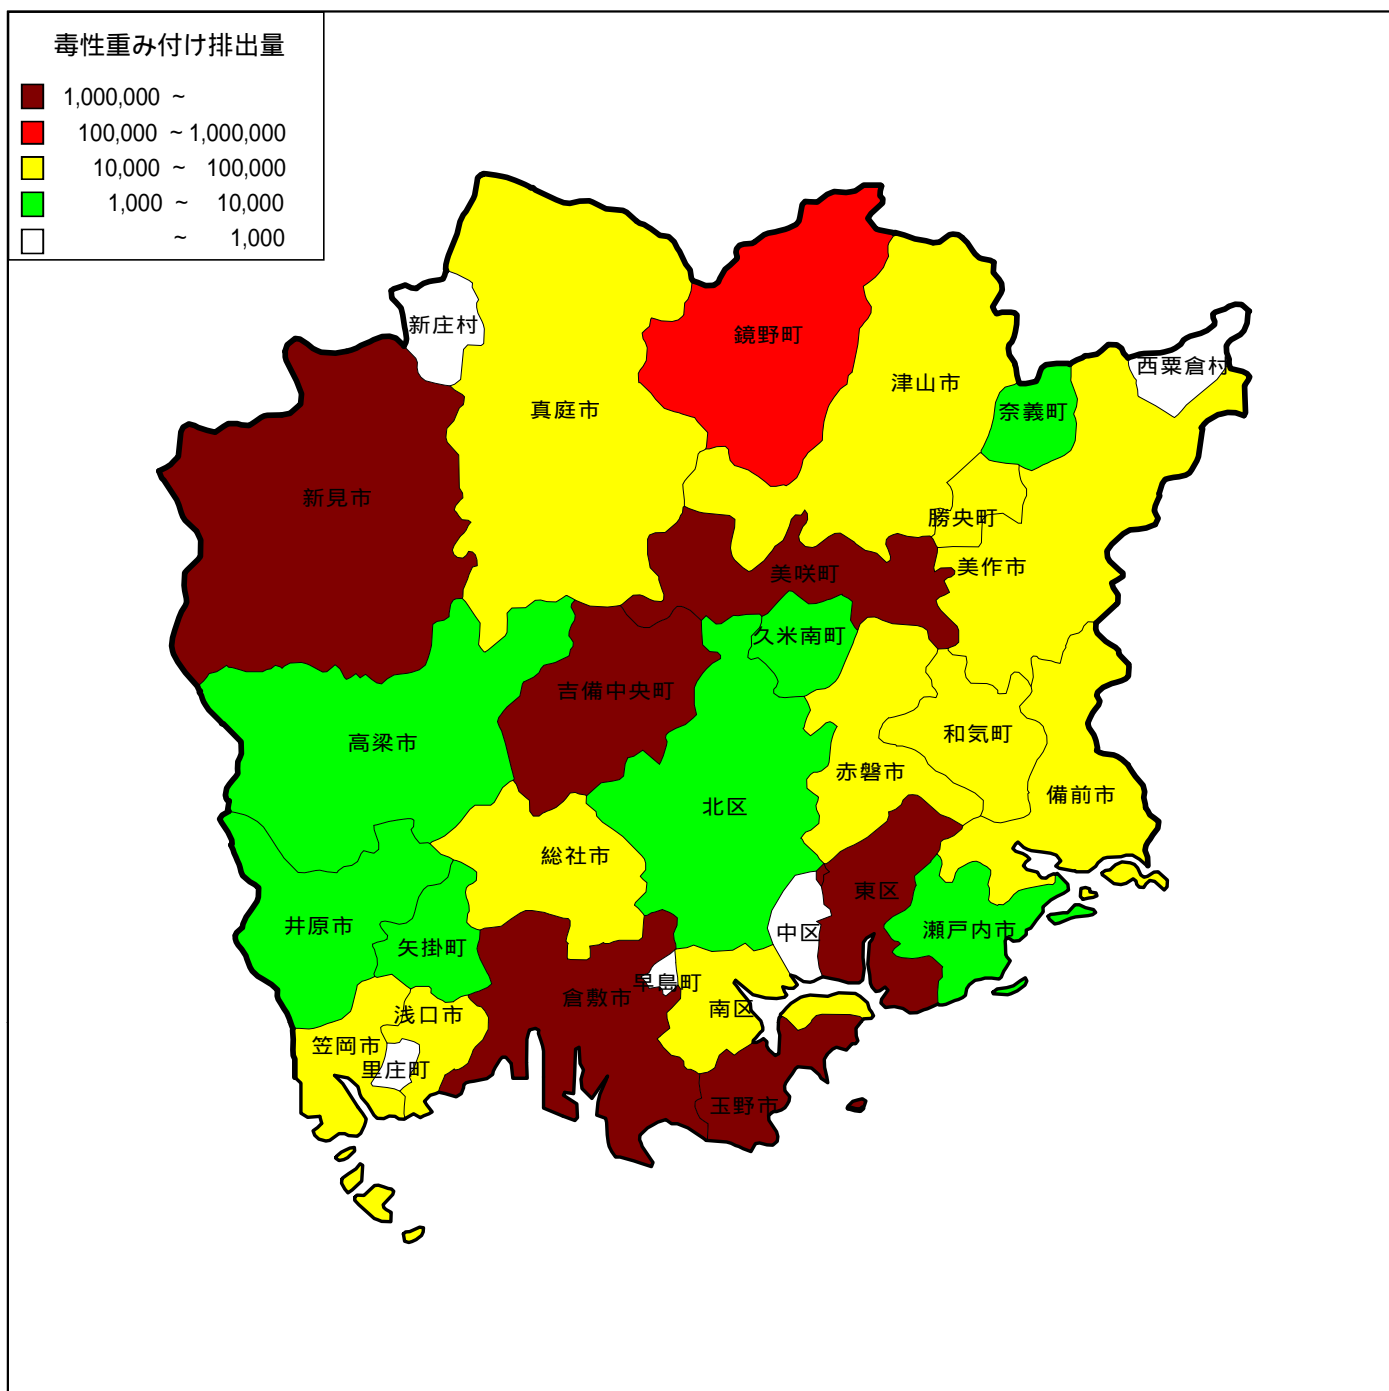 毒性重み付け排出量
1,000,000 ~
100,000 ~ 1,000,000
10,000 ~ 100,000
1,000 ~ 10,000
~ 1,000
新庄村
鏡野町
西粟倉村
津山市
真庭市
奈義町
新見市
勝央町
美作市
美咲町
久米南町
吉備中央町
和気町
高梁市
赤磐市
備前市
北区
総社市
東区
井原市
瀬戸内市
中区
矢掛町
早島町
倉敷市
南区
浅口市
笠岡市
里庄町
玉野市